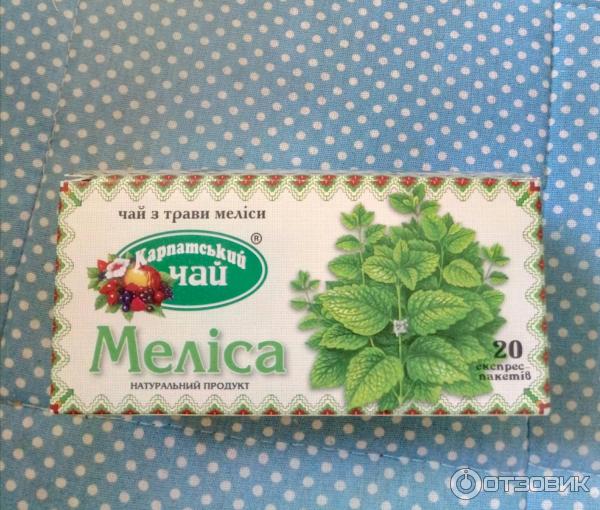 чай з трави меліси
Карпатський ®
чай
Меліса
НАТУРАЛЬНИЙ ПРОДУКТ
20
експрес-
пакетів
ОТЗОВИК